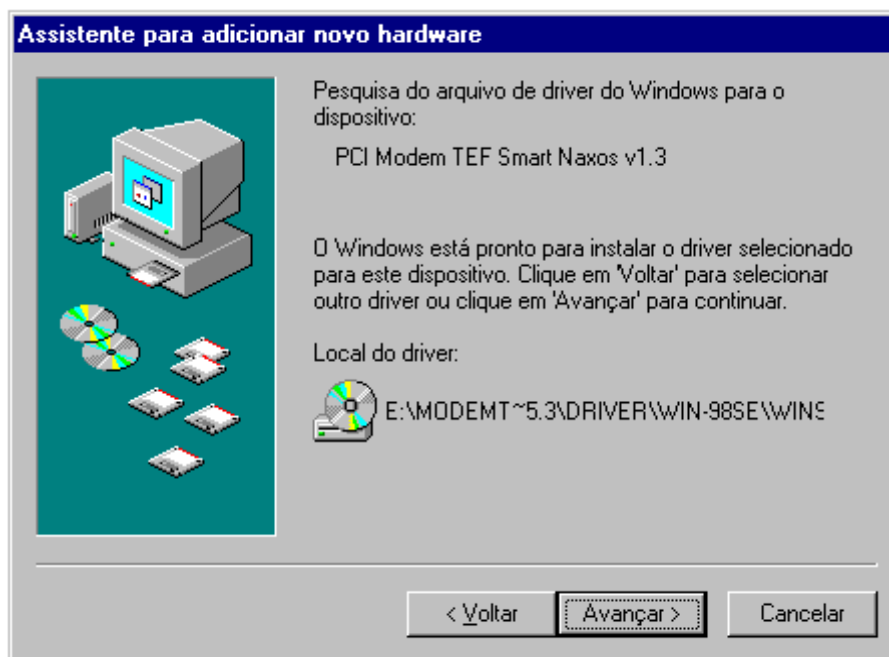 Assistente para adicionar novo hardware
Pesquisa do arquivo de driver do Windows para o
dispositivo:
PCI Modem TEF Smart Naxos v1.3
O Windows está pronto para instalar o driver selecionado
para este dispositivo. Clique em 'Voltar' para selecionar
outro driver ou clique em 'Avançar' para continuar.
Local do driver:
E:\MODEMT~5.3\DRIVER\WIN-98SE\WINS
< Voltar
Avançar >
Cancelar